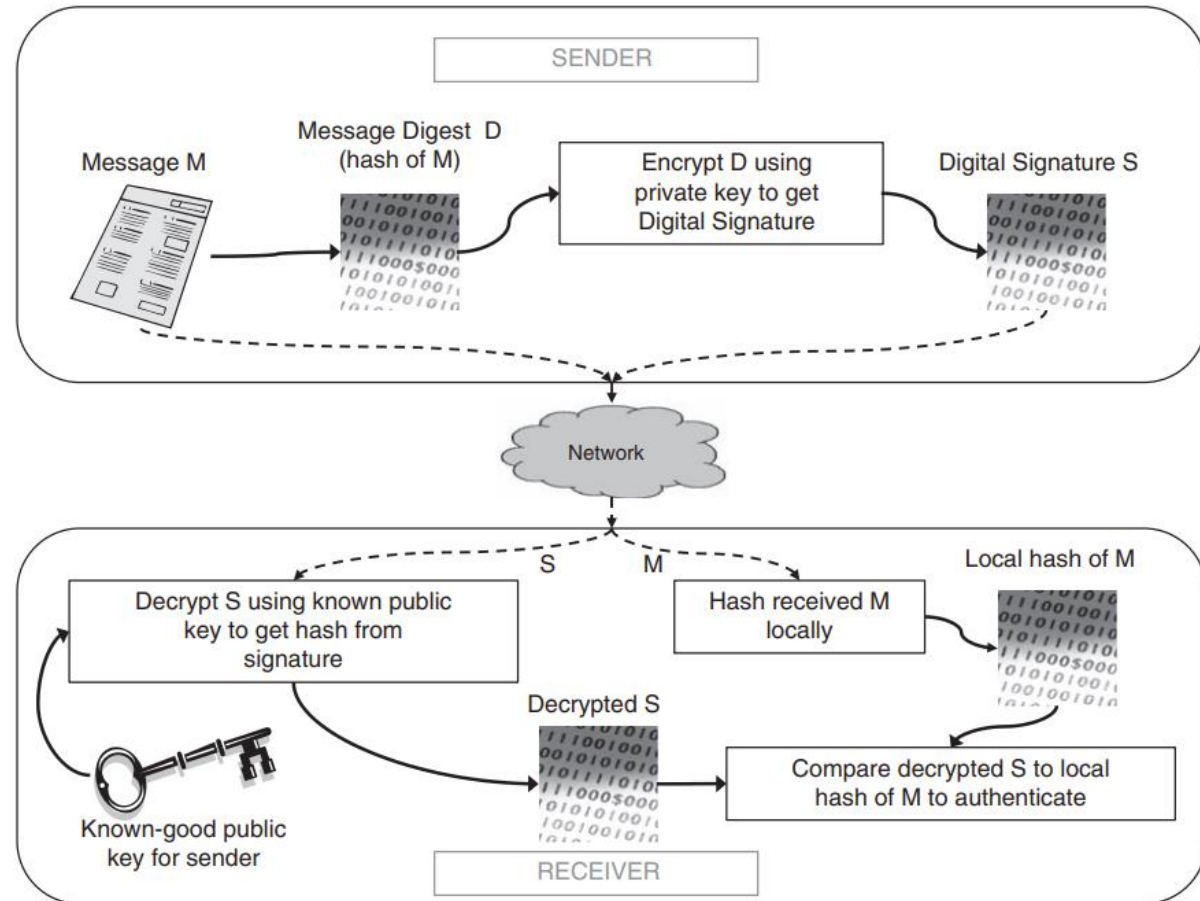 SENDER
Message M
Message Digest D
(hash of M)
Encrypt D using
private key to get
Digital Signature
Digital Signature S
Network
S
M
Decrypt S using known public
key to get hash from
signature
Hash received M
locally
Local hash of M
Decrypted S
Known-good public
key for sender
Compare decrypted S to local
hash of M to authenticate
RECEIVER